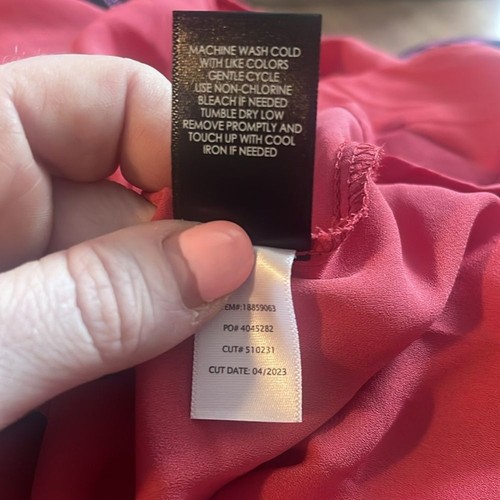 MACHINE WASH COLD
WITH LIKE COLORS
GENTLE CYCLE
USE NON-CHLORINE
BLEACH IF NEEDED
TUMBLE DRY LOW
REMOVE PROMPTLY AND
TOUCH UP WITH COOL
IRON IF NEEDED
EM#:18859063
PO# 4045282
CUT# 510231
CUT DATE: 04/2023